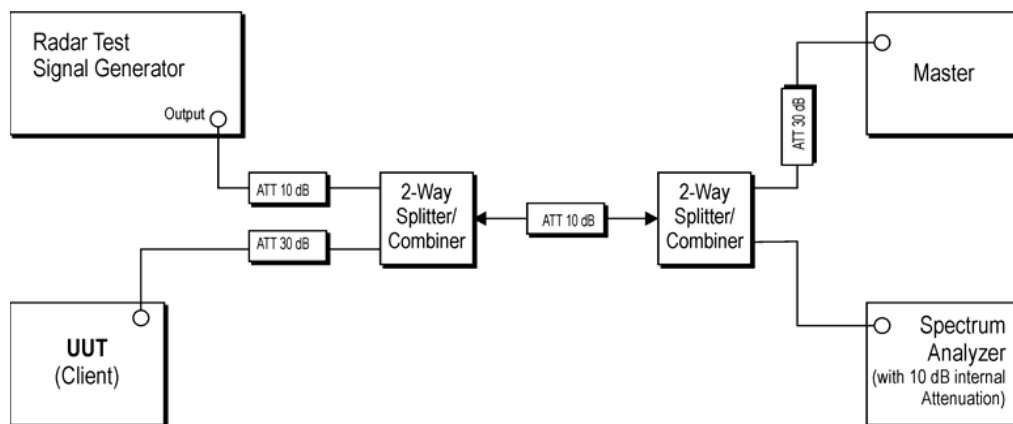 Radar Test
Signal Generator
Output
ATT 10 dB
2-Way
Splitter/
Combiner
ATT 30 dB
UUT
(Client)
ATT 10 dB
2-Way
Splitter/
Combiner
ATT 30 dB
Master
Spectrum
Analyzer
(with 10 dB internal
Attenuation)